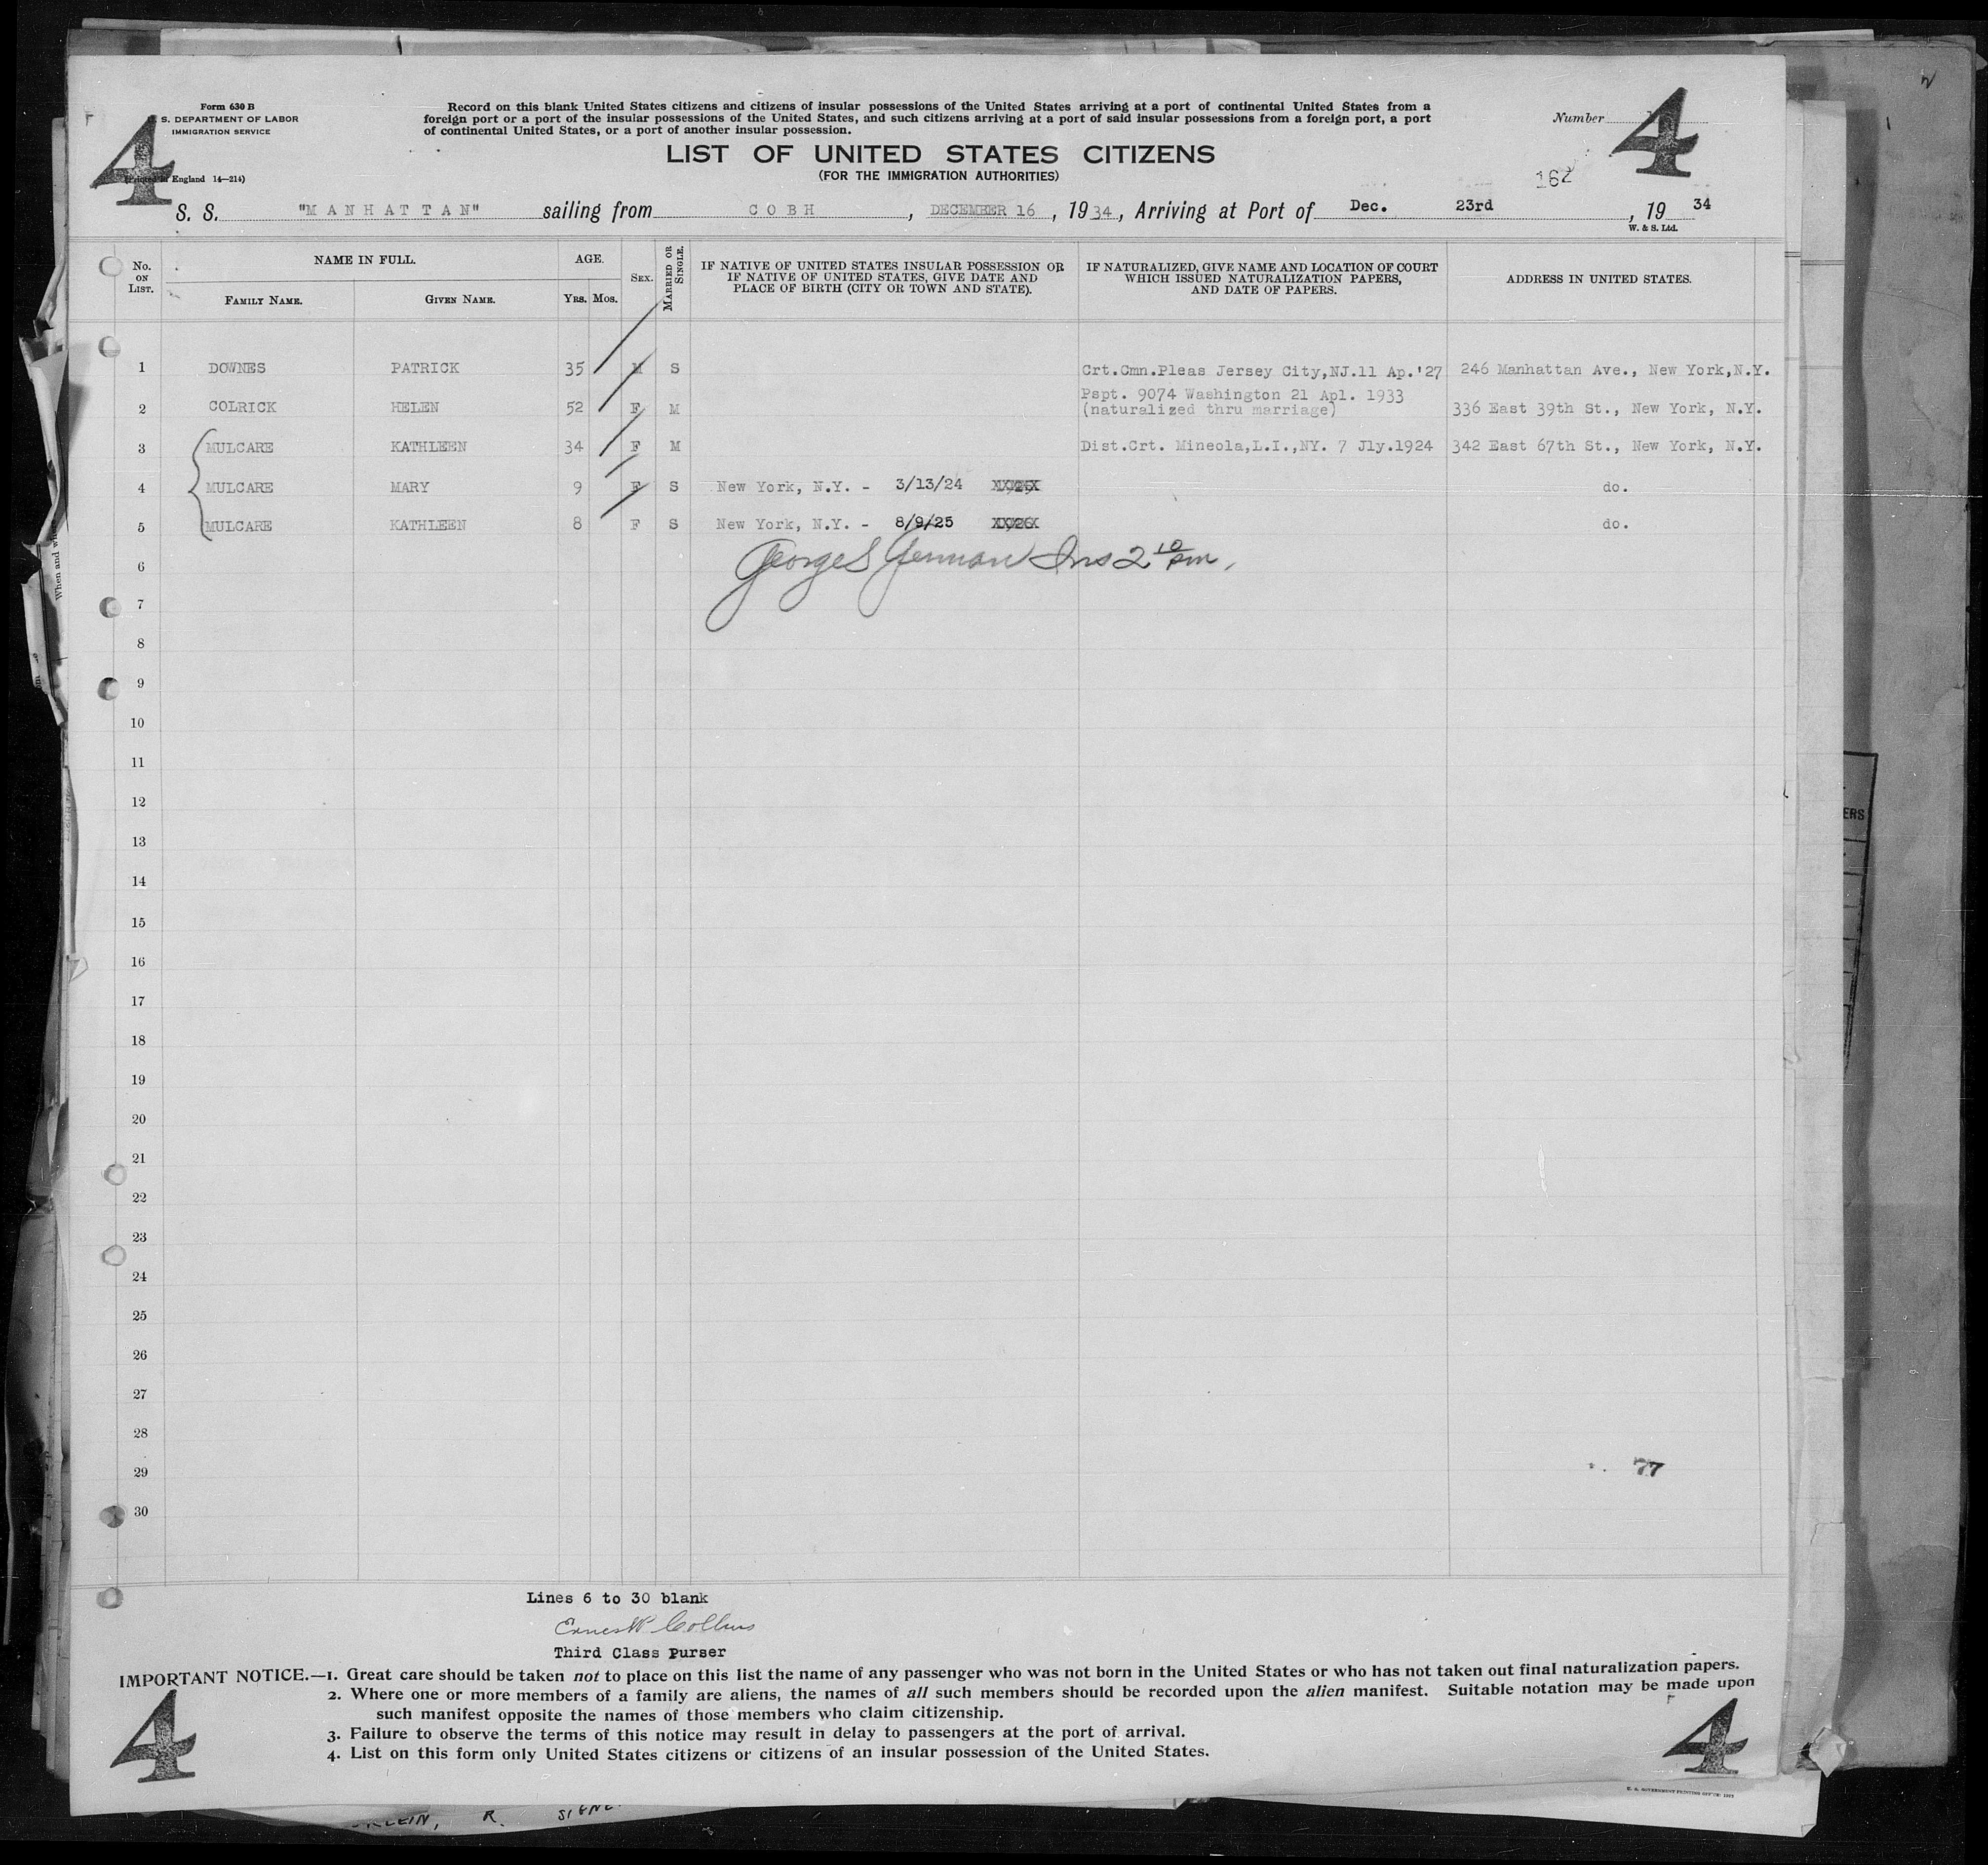 Form 630 B
S. DEPARTMENT OF LABOR
IMMIGRATION SERVICE
(Printed in England 14—214)
4
Record on this blank United States citizens and citizens of insular possessions of the United States arriving at a port of continental United States from a
foreign port or a port of the insular possessions of the United States, and such citizens arriving at a port of said insular possessions from a foreign port, a port
of continental United States, or a port of another insular possession.
Number
4
LIST OF UNITED STATES CITIZENS
(FOR THE IMMIGRATION AUTHORITIES)
162
S. S. "MANHATTAN" sailing from COBH, DECEMBER 16, 1934, Arriving at Port of Dec. 23rd, 1934
W. & S. Ltd.
No. ON LIST. NAME IN FULL. FAMILY NAME. GIVEN NAME. AGE. YRS. MOS. SEX. MARRIED OR SINGLE. IF NATIVE OF UNITED STATES INSULAR POSSESSION OR IF NATIVE OF UNITED STATES, GIVE DATE AND PLACE OF BIRTH (CITY OR TOWN AND STATE). IF NATURALIZED, GIVE NAME AND LOCATION OF COURT WHICH ISSUED NATURALIZATION PAPERS, AND DATE OF PAPERS. ADDRESS IN UNITED STATES.
1 DOWNES PATRICK 35 M S Crt.Cmn.Pleas Jersey City,NJ.11 Ap.'27 246 Manhattan Ave., New York,N.Y.
2 COLRICK HELEN 52 F M Pspt. 9074 Washington 21 Apl. 1933 (naturalized thru marriage) 336 East 39th St., New York, N.Y.
3 MULCARE KATHLEEN 34 F M Dist.Crt. Mineola,L.I.,NY. 7 Jly.1924 342 East 67th St., New York, N.Y.
4 MULCARE MARY 9 F S New York, N.Y. - 3/13/24 do.
5 MULCARE KATHLEEN 8 F S New York, N.Y. - 8/9/25 do.
6 George S German Ins 2 10 pm.
7
8
9
10
11
12
13
14
15
16
17
18
19
20
21
22
23
24
25
26
27
28
29 77
30
Lines 6 to 30 blank
Ernest P Collins
Third Class Purser
IMPORTANT NOTICE.—1. Great care should be taken not to place on this list the name of any passenger who was not born in the United States or who has not taken out final naturalization papers.
2. Where one or more members of a family are aliens, the names of all such members should be recorded upon the alien manifest. Suitable notation may be made upon
such manifest opposite the names of those members who claim citizenship.
3. Failure to observe the terms of this notice may result in delay to passengers at the port of arrival.
4. List on this form only United States citizens or citizens of an insular possession of the United States.
4
4